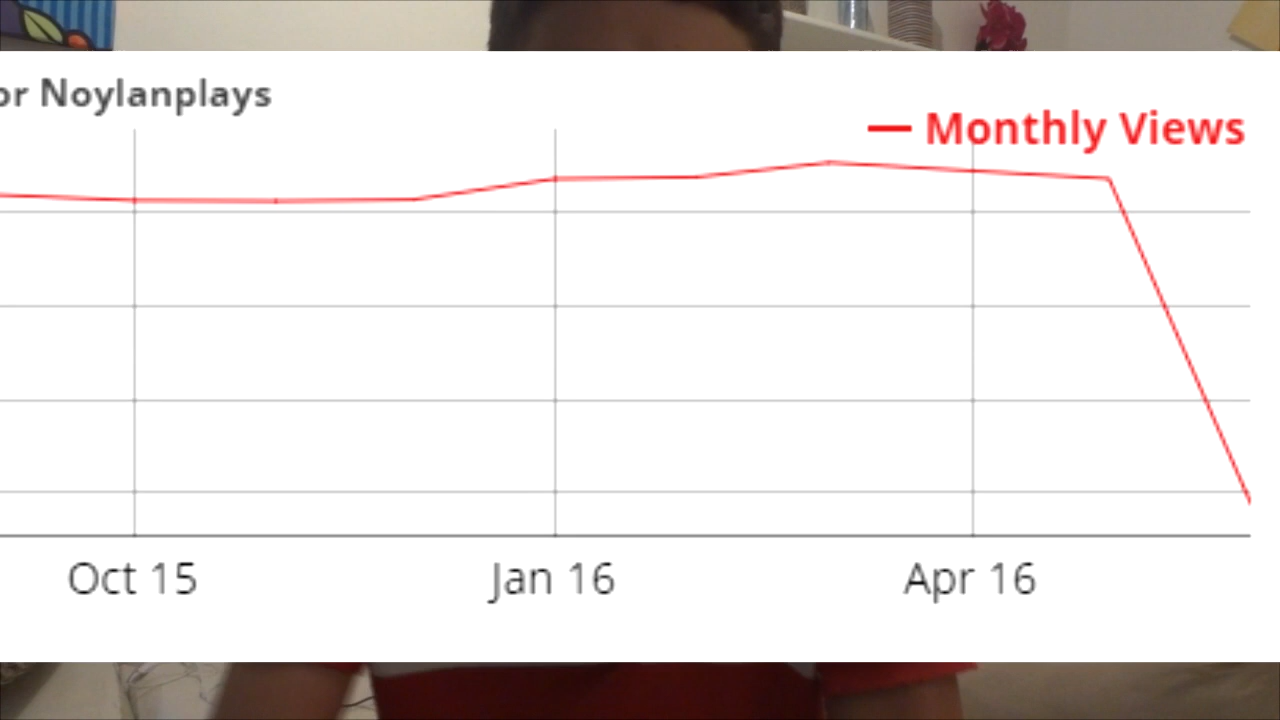 or Noylanplays
Monthly Views
Oct 15
Jan 16
Apr 16